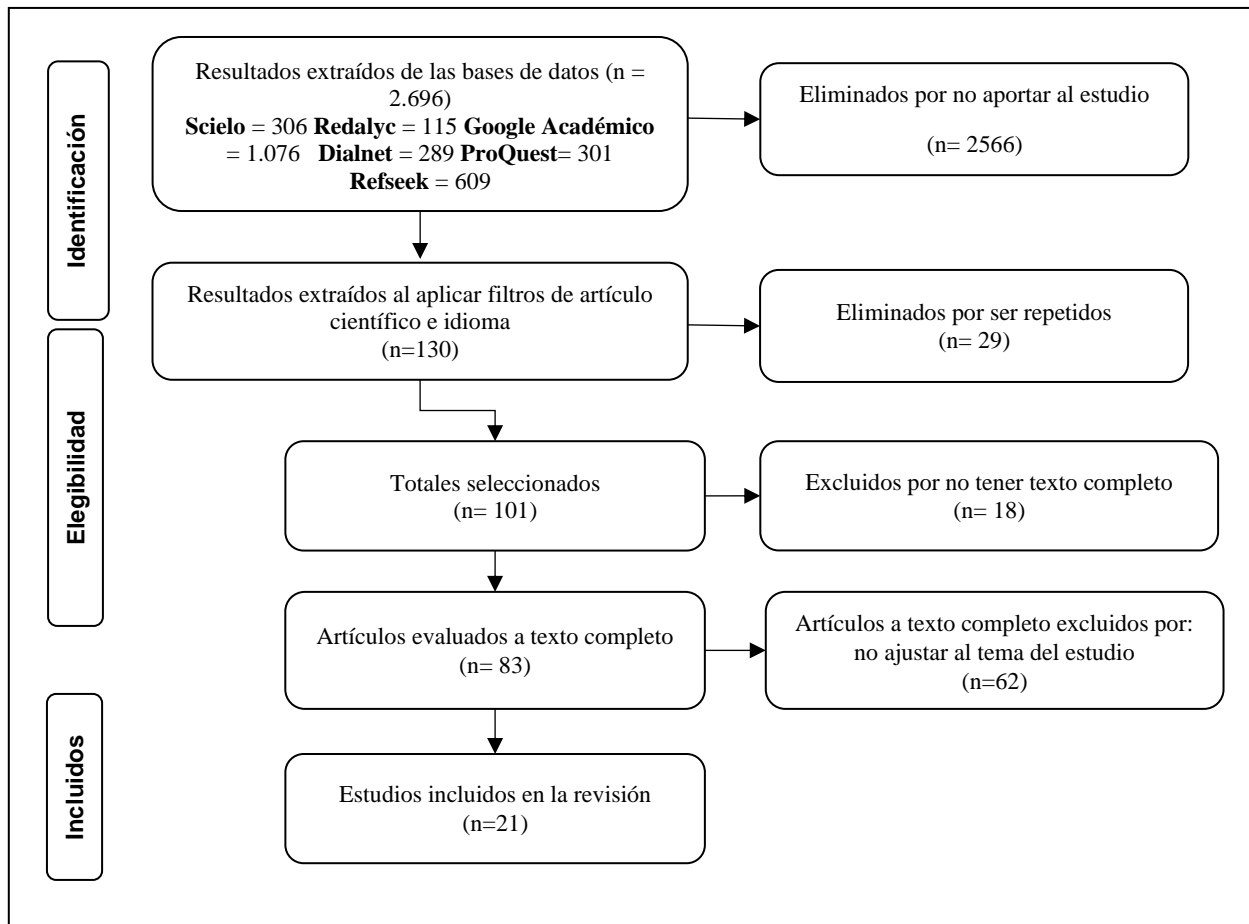 Identificación
Resultados extraídos de las bases de datos (n =
2.696)
Scielo = 306 Redalyc = 115 Google Académico
= 1.076 Dialnet = 289 ProQuest= 301
Refseek = 609
Eliminados por no aportar al estudio
(n= 2566)
Resultados extraídos al aplicar filtros de artículo
científico e idioma
(n=130)
Eliminados por ser repetidos
(n= 29)
Elegibilidad
Totales seleccionados
(n= 101)
Excluidos por no tener texto completo
(n= 18)
Artículos evaluados a texto completo
(n= 83)
Artículos a texto completo excluidos por:
no ajustar al tema del estudio
(n=62)
Incluidos
Estudios incluidos en la revisión
(n=21)